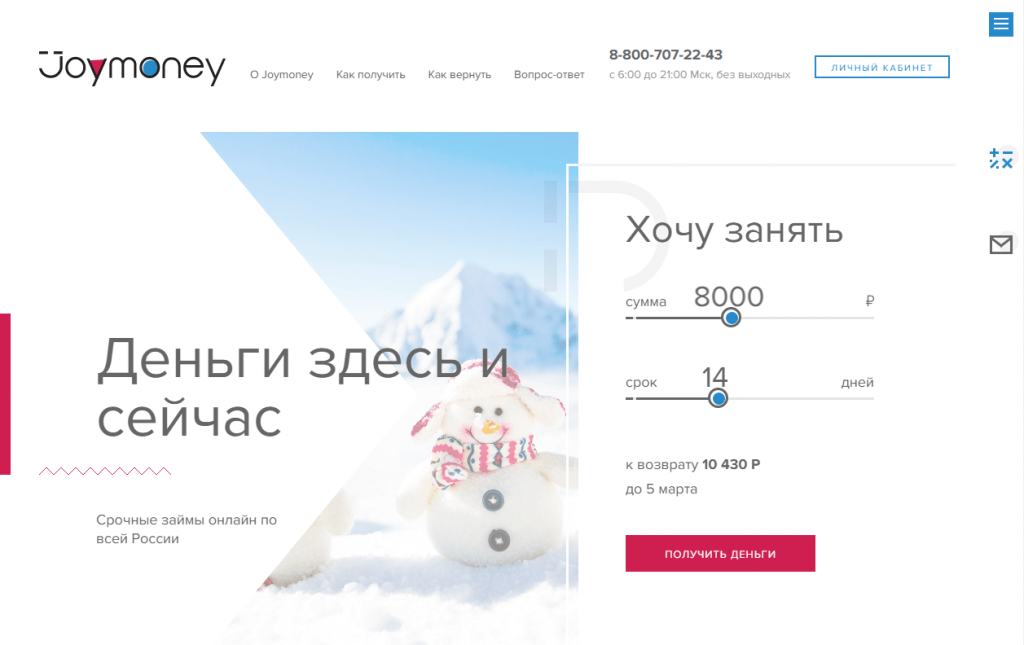 Joymoney
О Joymoney
Как получить
Как вернуть
Вопрос-ответ
8-800-707-22-43
с 6:00 до 21:00 Мск, без выходных
ЛИЧНЫЙ КАБИНЕТ
Деньги здесь и
сейчас
Срочные займы онлайн по
всей России
Хочу занять
сумма 8000 ₽
срок 14 дней
к возврату 10 430 Р
до 5 марта
ПОЛУЧИТЬ ДЕНЬГИ